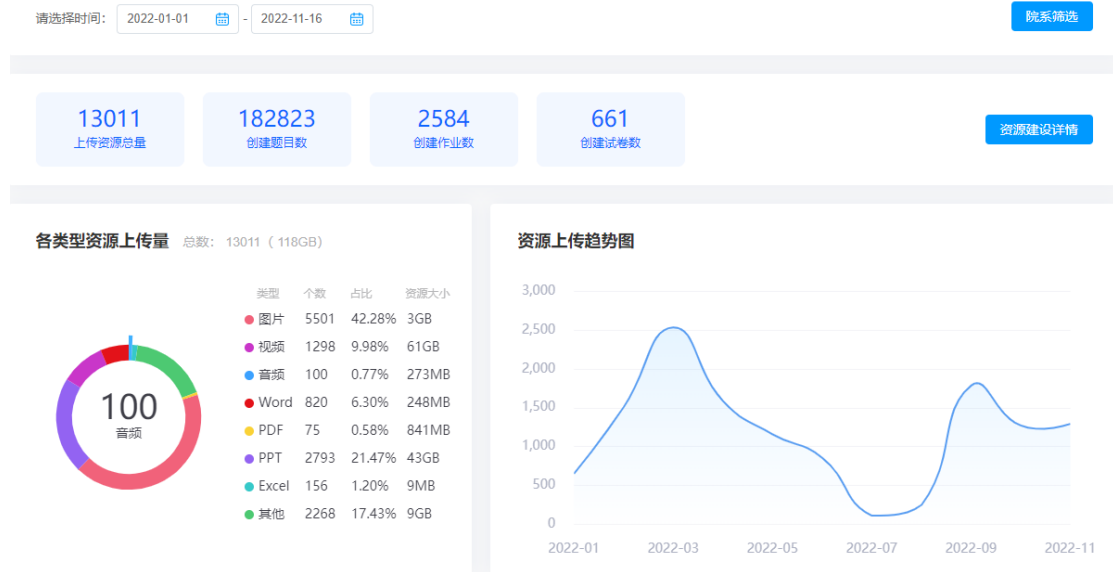 请选择时间： 2022-01-01 - 2022-11-16 院系筛选
13011 182823 2584 661
上传资源总量 创建题目数 创建作业数 创建试卷数
资源建设详情
各类型资源上传量 总数： 13011（118GB）
类型 个数 占比 资源大小
图片 5501 42.28% 3GB
视频 1298 9.98% 61GB
音频 100 0.77% 273MB
Word 820 6.30% 248MB
PDF 75 0.58% 841MB
PPT 2793 21.47% 43GB
Excel 156 1.20% 9MB
其他 2268 17.43% 9GB
100
音频
资源上传趋势图
3,000
2,500
2,000
1,500
1,000
500
0
2022-01 2022-03 2022-05 2022-07 2022-09 2022-11